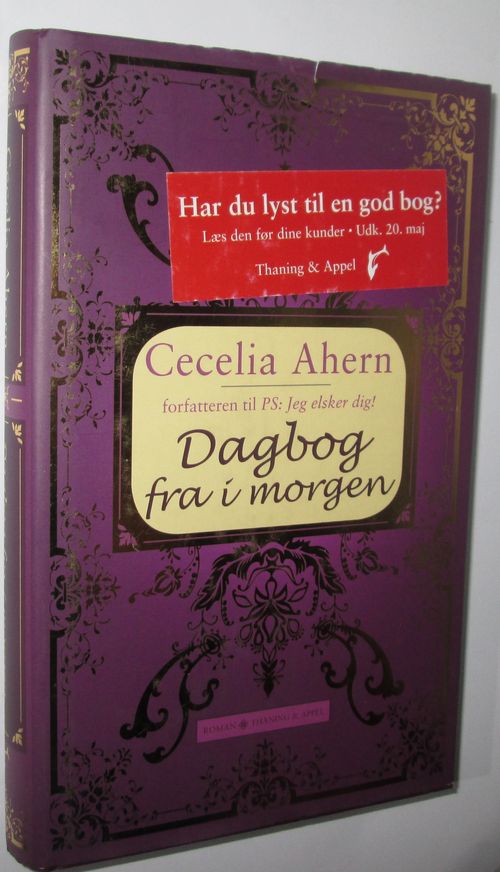 Har du lyst til en god bog?
Læs den før dine kunder • Udk. 20. maj
Thaning & Appel
Cecelia Ahern
forfatteren til PS: Jeg elsker dig!
Dagbog
fra i morgen
ROMAN THANING & APPEL